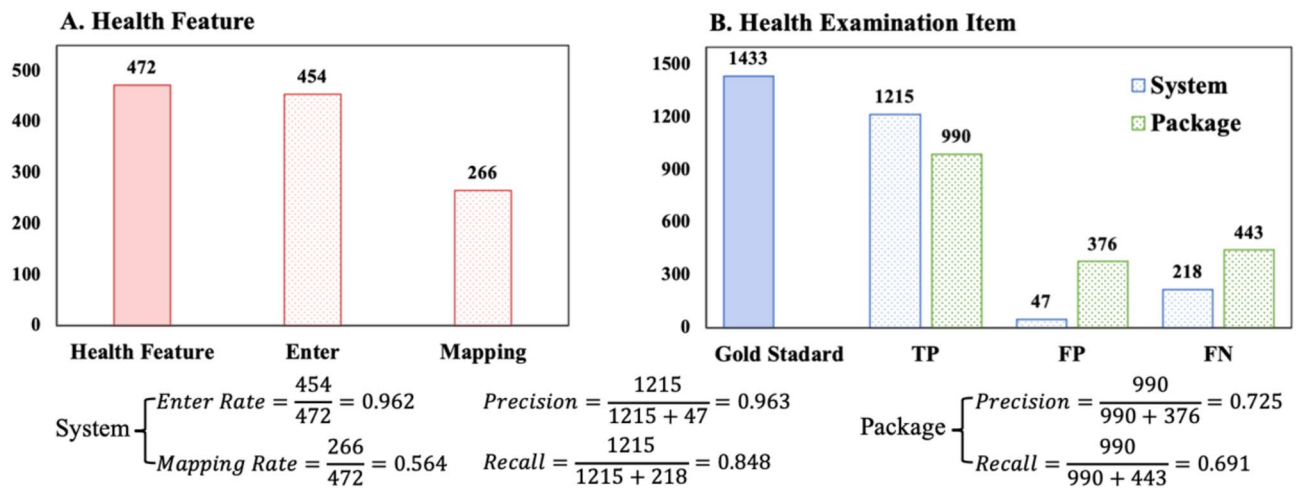 A. Health Feature
500
400
300
200
100
0
472
454
266
Health Feature Enter Mapping
B. Health Examination Item
1500
1200
900
600
300
0
1433
1215
990
47
376
218
443
System
Package
Gold Stadard TP FP FN
System
Enter Rate = 454/472 = 0.962
Mapping Rate = 266/472 = 0.564
Precision = 1215/1215 + 47 = 0.963
Recall = 1215/1215 + 218 = 0.848
Package
Precision = 990/990 + 376 = 0.725
Recall = 990/990 + 443 = 0.691